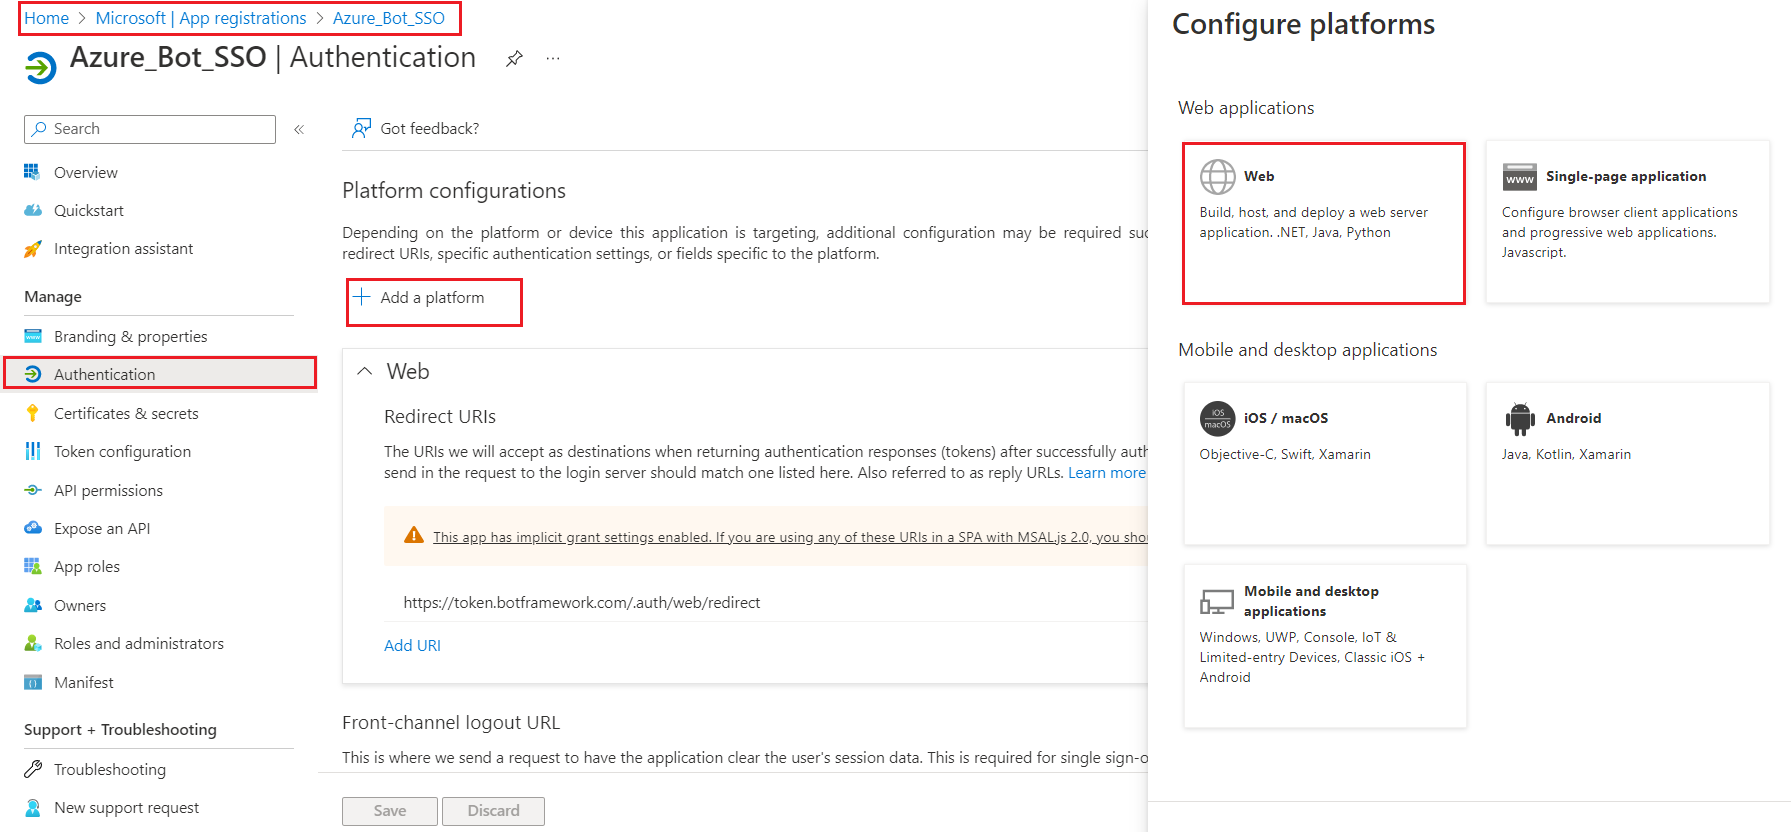 Home > Microsoft | App registrations > Azure_Bot_SSO
Azure_Bot_SSO | Authentication
...
Search
«
Overview
Quickstart
Integration assistant
Manage
Branding & properties
Authentication
Certificates & secrets
Token configuration
API permissions
Expose an API
App roles
Owners
Roles and administrators
Manifest
Support + Troubleshooting
Troubleshooting
New support request
Got feedback?
Platform configurations
Depending on the platform or device this application is targeting, additional configuration may be required suc
redirect URIs, specific authentication settings, or fields specific to the platform.
+ Add a platform
Web
Redirect URIs
The URIs we will accept as destinations when returning authentication responses (tokens) after successfully auth
send in the request to the login server should match one listed here. Also referred to as reply URLs. Learn more
This app has implicit grant settings enabled. If you are using any of these URIs in a SPA with MSAL.js 2.0, you shou
https://token.botframework.com/.auth/web/redirect
Add URI
Front-channel logout URL
This is where we send a request to have the application clear the user's session data. This is required for single sign-o
Save
Discard
Configure platforms
Web applications
Web
Build, host, and deploy a web server
application. .NET, Java, Python
www
Single-page application
Configure browser client applications
and progressive web applications.
Javascript.
Mobile and desktop applications
iOS
macOS
iOS / macOS
Objective-C, Swift, Xamarin
Android
Java, Kotlin, Xamarin
Mobile and desktop
applications
Windows, UWP, Console, IoT &
Limited-entry Devices, Classic iOS +
Android